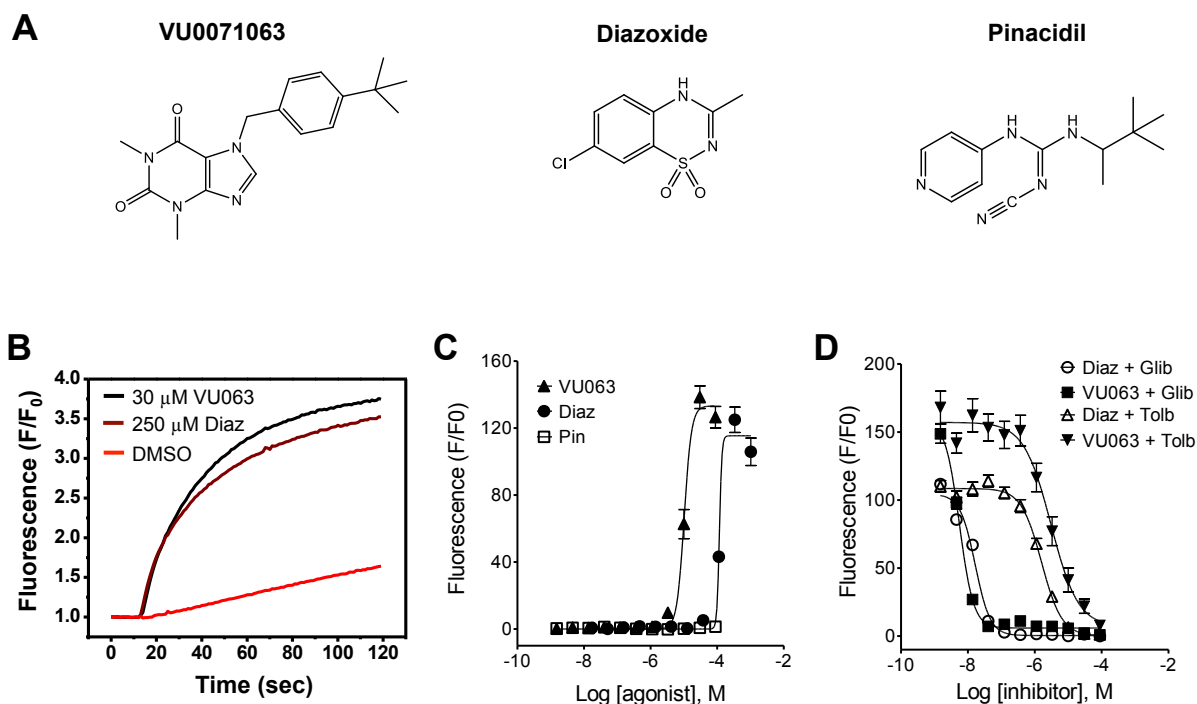 A
VU0071063
Diazoxide
Pinacidil
O
N
N
O
N
N
H
N
N
Cl
S
O
O
H
N
H
N
N
N
N
B
Fluorescence (F/F0)
4.0
3.5
3.0
2.5
2.0
1.5
1.0
30 μM VU063
250 μM Diaz
DMSO
0 20 40 60 80 100 120
Time (sec)
C
Fluorescence (F/F0)
160
120
80
40
0
VU063
Diaz
Pin
-10 -8 -6 -4 -2
Log [agonist], M
D
Fluorescence (F/F0)
200
150
100
50
0
Diaz + Glib
VU063 + Glib
Diaz + Tolb
VU063 + Tolb
-10 -8 -6 -4 -2
Log [inhibitor], M